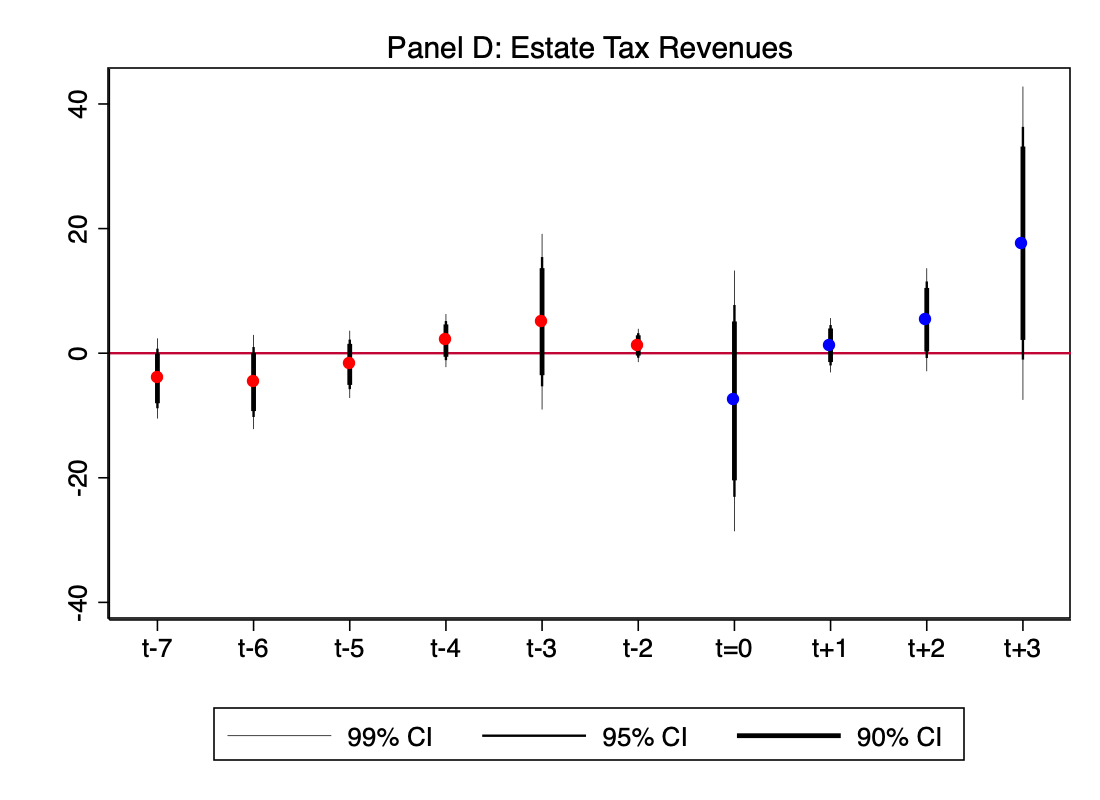 Panel D: Estate Tax Revenues
40
20
0
-20
-40
t-7 t-6 t-5 t-4 t-3 t-2 t=0 t+1 t+2 t+3
99% CI 95% CI 90% CI